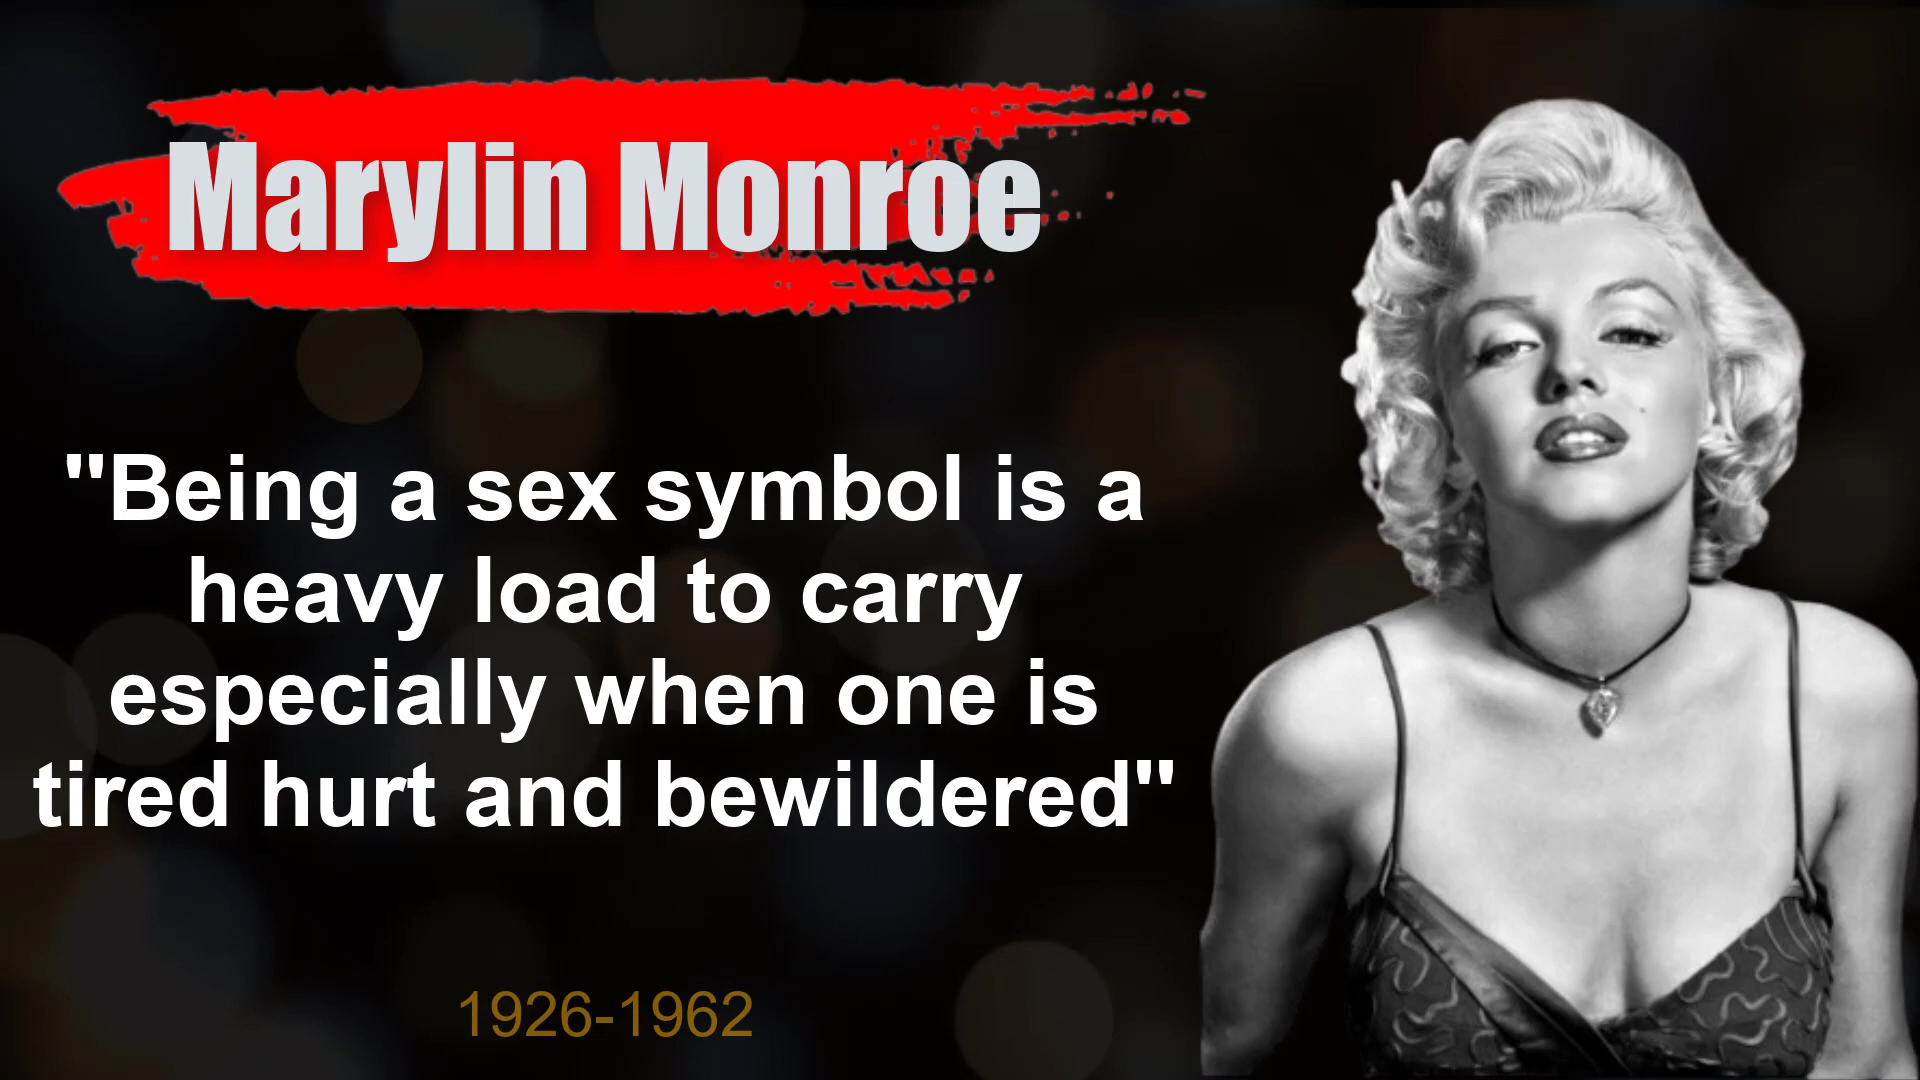 Marylin Monroe
"Being a sex symbol is a
heavy load to carry
especially when one is
tired hurt and bewildered"
1926-1962